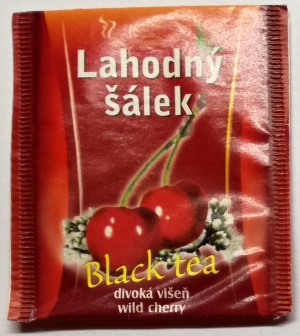 Lahodný
šálek
Black tea
divoká višeň
wild cherry